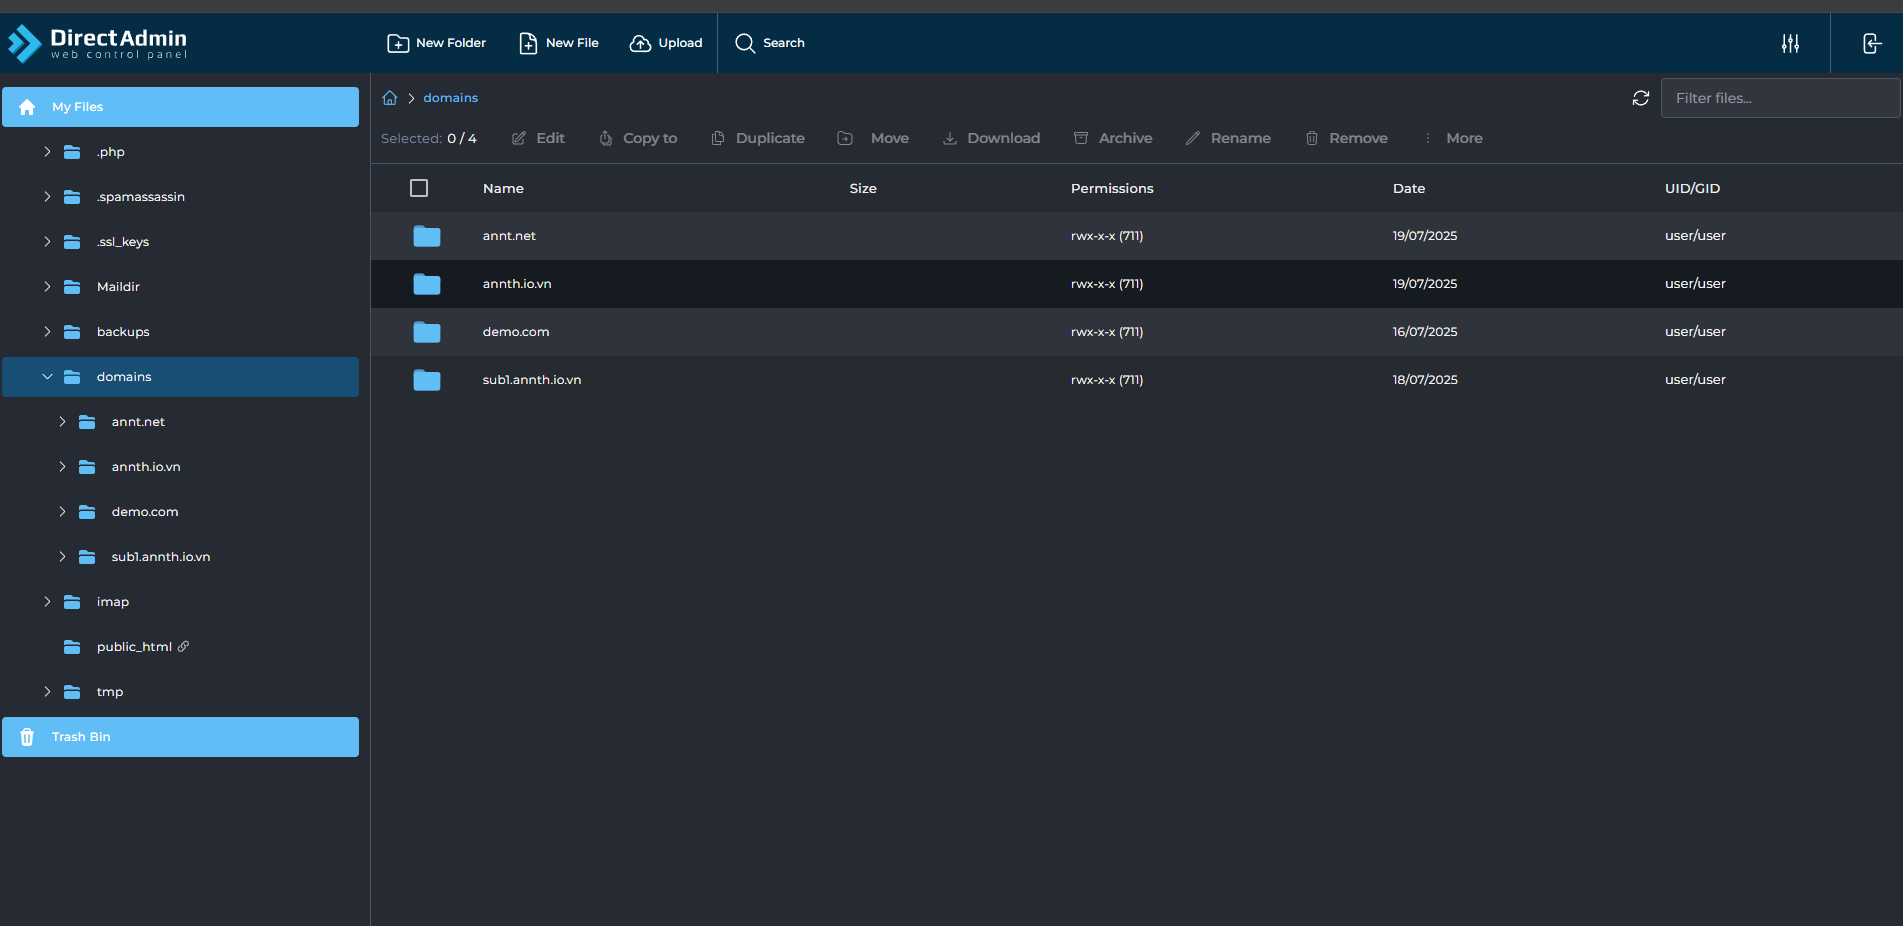 DirectAdmin
web control panel
New Folder New File Upload Search
My Files
.php
.spamassassin
.ssl_keys
Maildir
backups
domains
annt.net
annth.io.vn
demo.com
sub1.annth.io.vn
imap
public_html
tmp
Trash Bin
domains
Filter files...
Selected: 0 / 4 Edit Copy to Duplicate Move Download Archive Rename Remove More
Name Size Permissions Date UID/GID
annt.net rwx-x-x (711) 19/07/2025 user/user
annth.io.vn rwx-x-x (711) 19/07/2025 user/user
demo.com rwx-x-x (711) 16/07/2025 user/user
sub1.annth.io.vn rwx-x-x (711) 18/07/2025 user/user